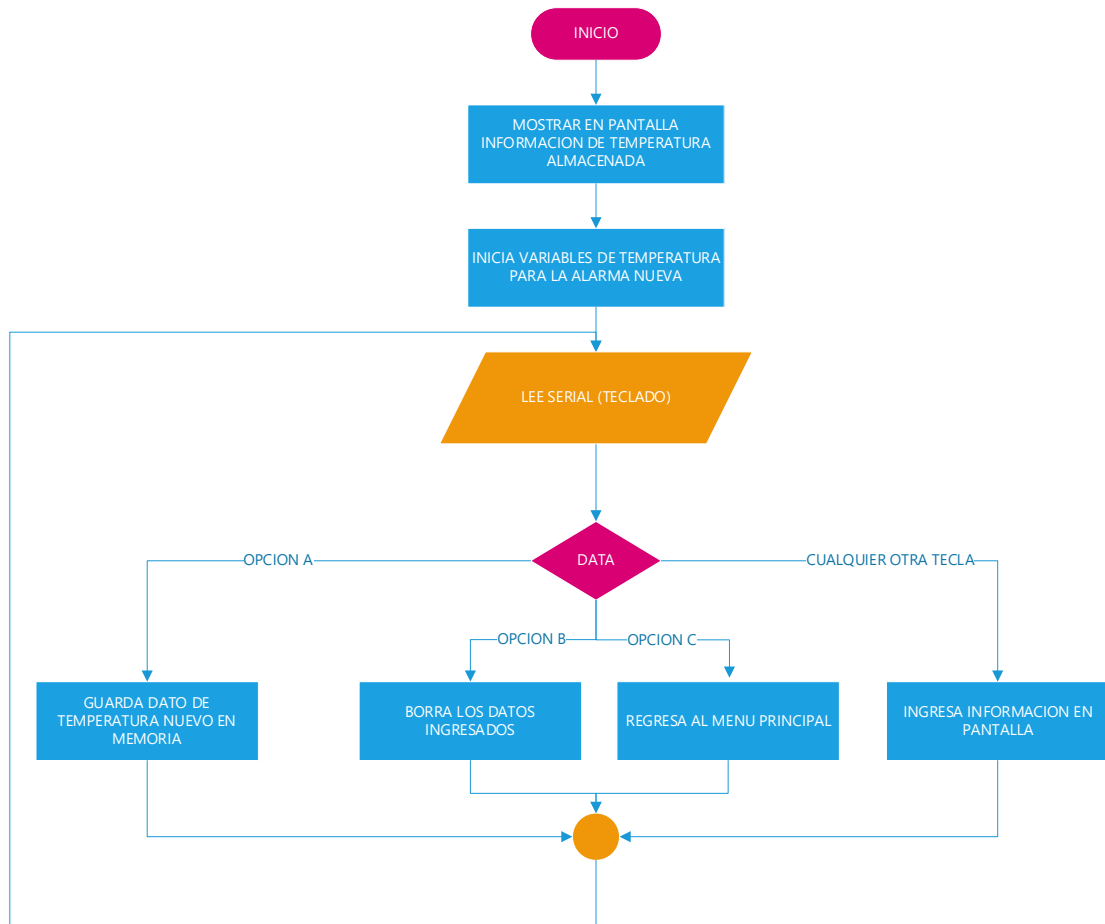 INICIO
MOSTRAR EN PANTALLA
INFORMACION DE TEMPERATURA
ALMACENADA
INICIA VARIABLES DE TEMPERATURA
PARA LA ALARMA NUEVA
LEE SERIAL (TECLADO)
DATA
OPCION A
CUALQUIER OTRA TECLA
OPCION B
OPCION C
GUARDA DATO DE
TEMPERATURA NUEVO EN
MEMORIA
BORRA LOS DATOS
INGRESADOS
REGRESA AL MENU PRINCIPAL
INGRESA INFORMACION EN
PANTALLA